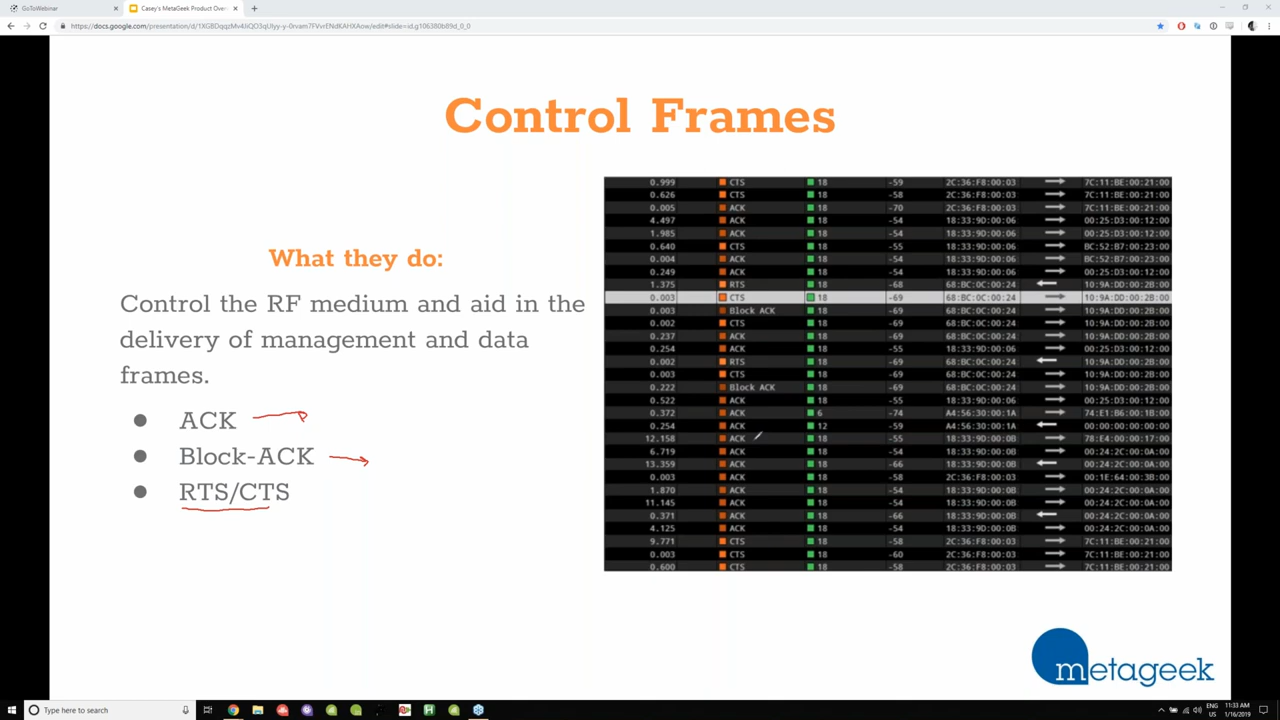 GoToWebinar
Casey's MetaGeek Product Overv
Control Frames
What they do:
Control the RF medium and aid in the
delivery of management and data
frames.
● ACK
● Block-ACK
● RTS/CTS
0.999 CTS 18 -59 2C:36:F8:00:03 7C:11:BE:00:21:00
0.626 CTS 18 -58 2C:36:F8:00:03 7C:11:BE:00:21:00
0.005 ACK 18 -70 2C:36:F8:00:03 7C:11:BE:00:21:00
4.497 ACK 18 -54 18:33:9D:00:06 00:25:D3:00:12:00
1.985 ACK 18 -54 18:33:9D:00:06 00:25:D3:00:12:00
0.640 CTS 18 -55 18:33:9D:00:06 BC:52:B7:00:23:00
0.004 ACK 18 -54 18:33:9D:00:06 BC:52:B7:00:23:00
0.249 ACK 18 -54 18:33:9D:00:06 00:25:D3:00:12:00
1.375 RTS 18 -68 68:BC:0C:00:24 10:9A:DD:00:2B:00
0.003 CTS 18 -69 68:BC:0C:00:24 10:9A:DD:00:2B:00
0.003 Block ACK 18 -69 68:BC:0C:00:24 10:9A:DD:00:2B:00
0.002 CTS 18 -69 68:BC:0C:00:24 10:9A:DD:00:2B:00
0.237 ACK 18 -69 68:BC:0C:00:24 10:9A:DD:00:2B:00
0.254 ACK 18 -55 18:33:9D:00:06 00:25:D3:00:12:00
0.002 RTS 18 -69 68:BC:0C:00:24 10:9A:DD:00:2B:00
0.003 CTS 18 -69 68:BC:0C:00:24 10:9A:DD:00:2B:00
0.222 Block ACK 18 -69 68:BC:0C:00:24 10:9A:DD:00:2B:00
0.522 ACK 18 -55 18:33:9D:00:06 00:25:D3:00:12:00
0.372 ACK 6 -74 A4:56:30:00:1A 74:E1:B6:00:1B:00
0.254 ACK 12 -59 A4:56:30:00:1A 00:00:00:00:00:00
12.158 ACK 18 -55 18:33:9D:00:0B 78:E4:00:00:17:00
6.719 ACK 18 -54 18:33:9D:00:0B 00:24:2C:00:0A:00
13.359 ACK 18 -66 18:33:9D:00:0B 00:24:2C:00:0A:00
0.003 ACK 18 -58 2C:36:F8:00:03 00:1E:64:00:3B:00
1.870 ACK 18 -54 18:33:9D:00:0B 00:24:2C:00:0A:00
11.145 ACK 18 -54 18:33:9D:00:0B 00:24:2C:00:0A:00
0.371 ACK 18 -66 18:33:9D:00:0B 00:24:2C:00:0A:00
4.125 ACK 18 -54 18:33:9D:00:0B 00:24:2C:00:0A:00
9.771 CTS 18 -58 2C:36:F8:00:03 7C:11:BE:00:21:00
0.003 CTS 18 -60 2C:36:F8:00:03 7C:11:BE:00:21:00
0.600 CTS 18 -58 2C:36:F8:00:03 7C:11:BE:00:21:00
metageek
Type here to search
ENG
US
11:33 AM
1/16/2019